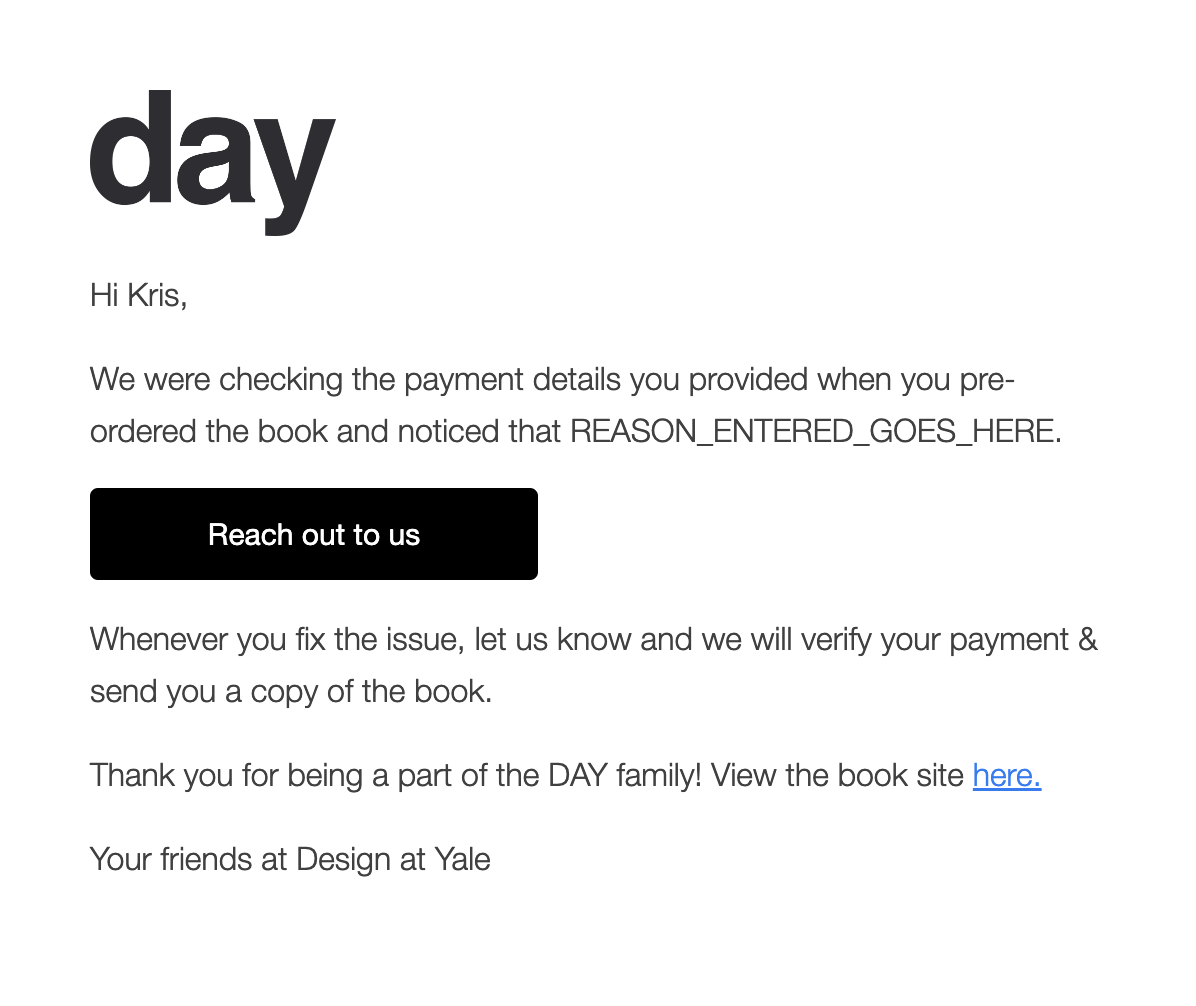 day
Hi Kris,
We were checking the payment details you provided when you pre-
ordered the book and noticed that REASON_ENTERED_GOES_HERE.
Reach out to us
Whenever you fix the issue, let us know and we will verify your payment &
send you a copy of the book.
Thank you for being a part of the DAY family! View the book site here.
Your friends at Design at Yale